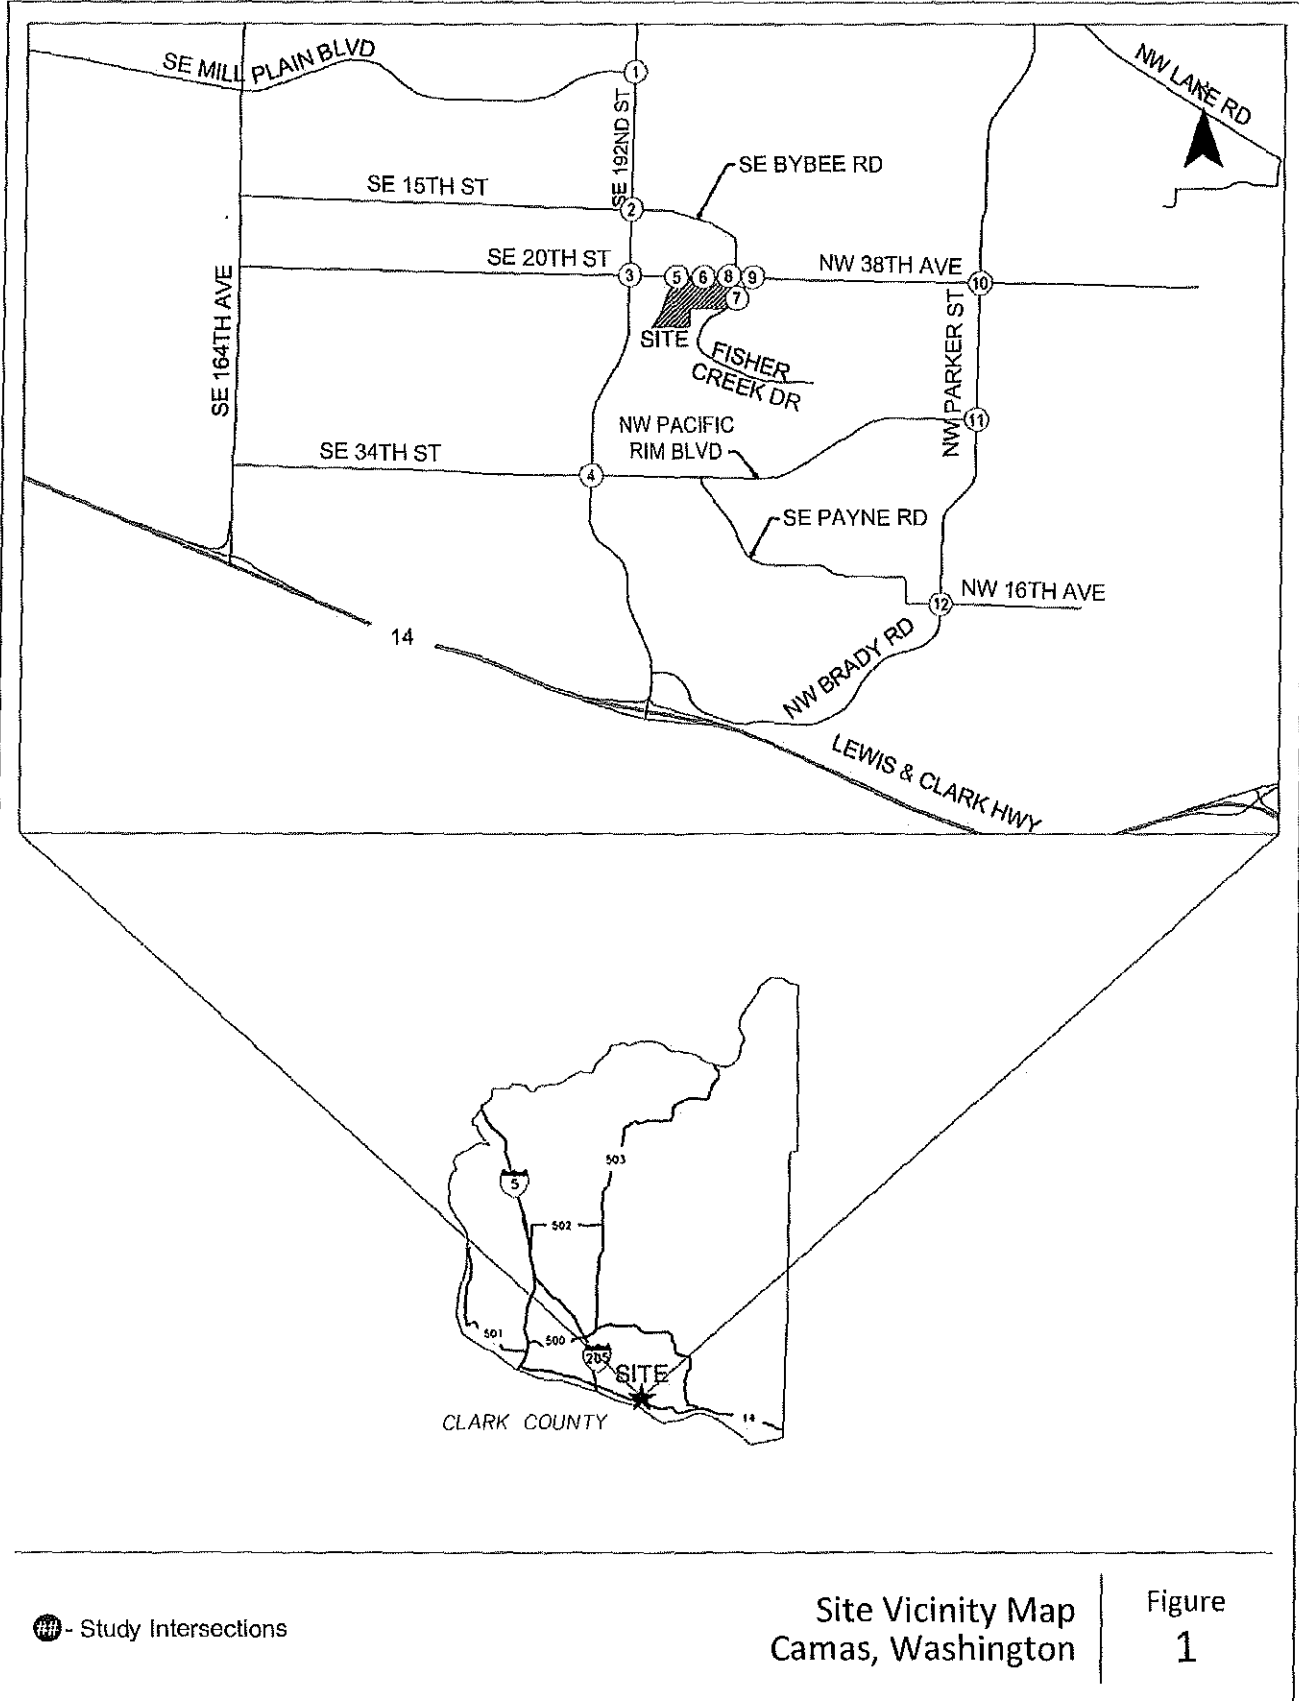 SE MILL PLAIN BLVD
NW LAKE RD
1
SE 192ND ST
SE BYBEE RD
SE 15TH ST
2
SE 20TH ST
3
5
6
8
9
NW 38TH AVE
10
7
SITE
FISHER
CREEK DR
SE 164TH AVE
NW PARKER ST
11
NW PACIFIC
RIM BLVD
SE 34TH ST
4
SE PAYNE RD
12
NW 16TH AVE
14
NW BRADY RD
LEWIS & CLARK HWY
503
5
502
501
500
205
SITE
CLARK COUNTY
14
## - Study Intersections
Site Vicinity Map
Camas, Washington
Figure
1